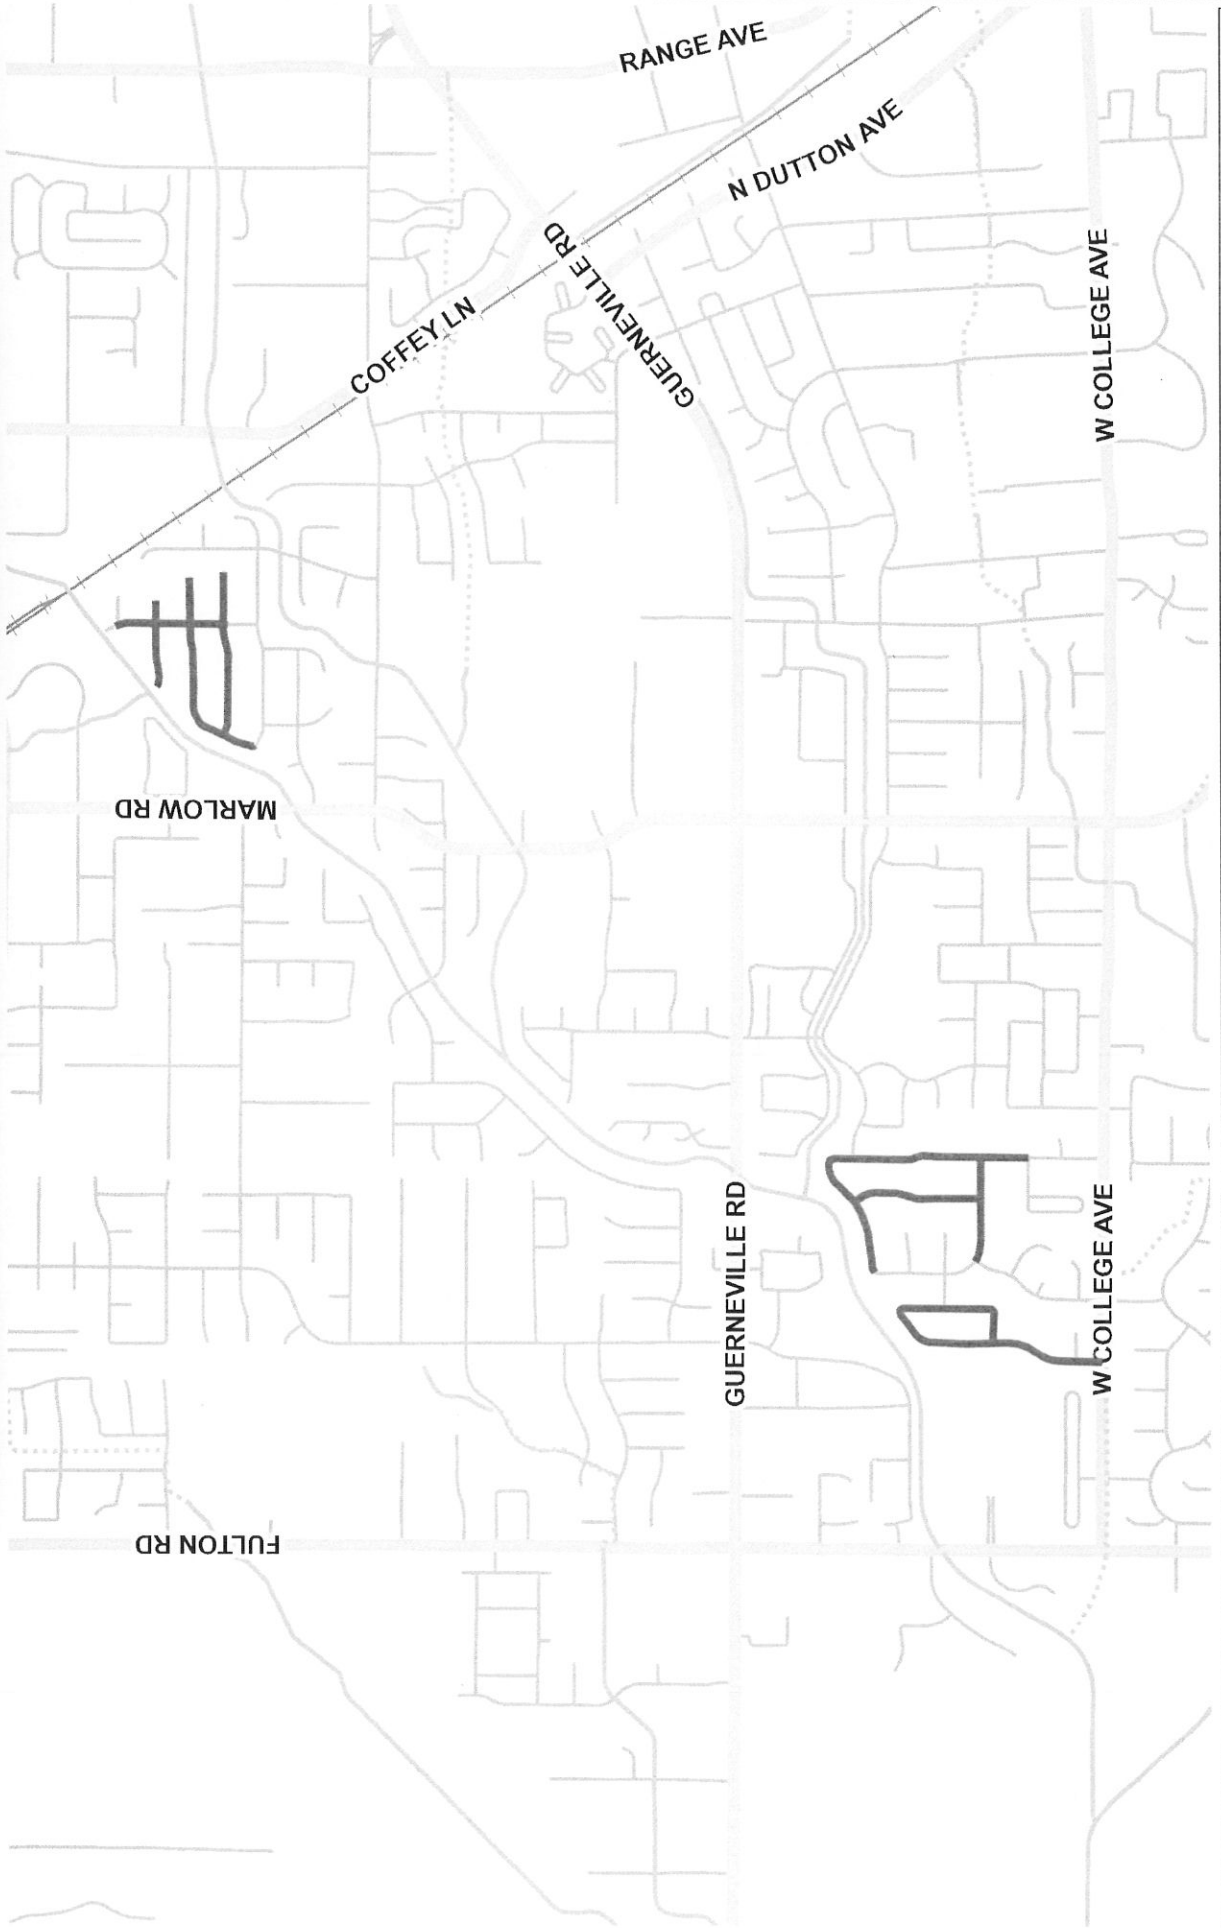 RANGE AVE
N DUTTON AVE
GUERNEVILLE RD
COFFEY LN
W COLLEGE AVE
MARLOW RD
GUERNEVILLE RD
W COLLEGE AVE
FULTON RD